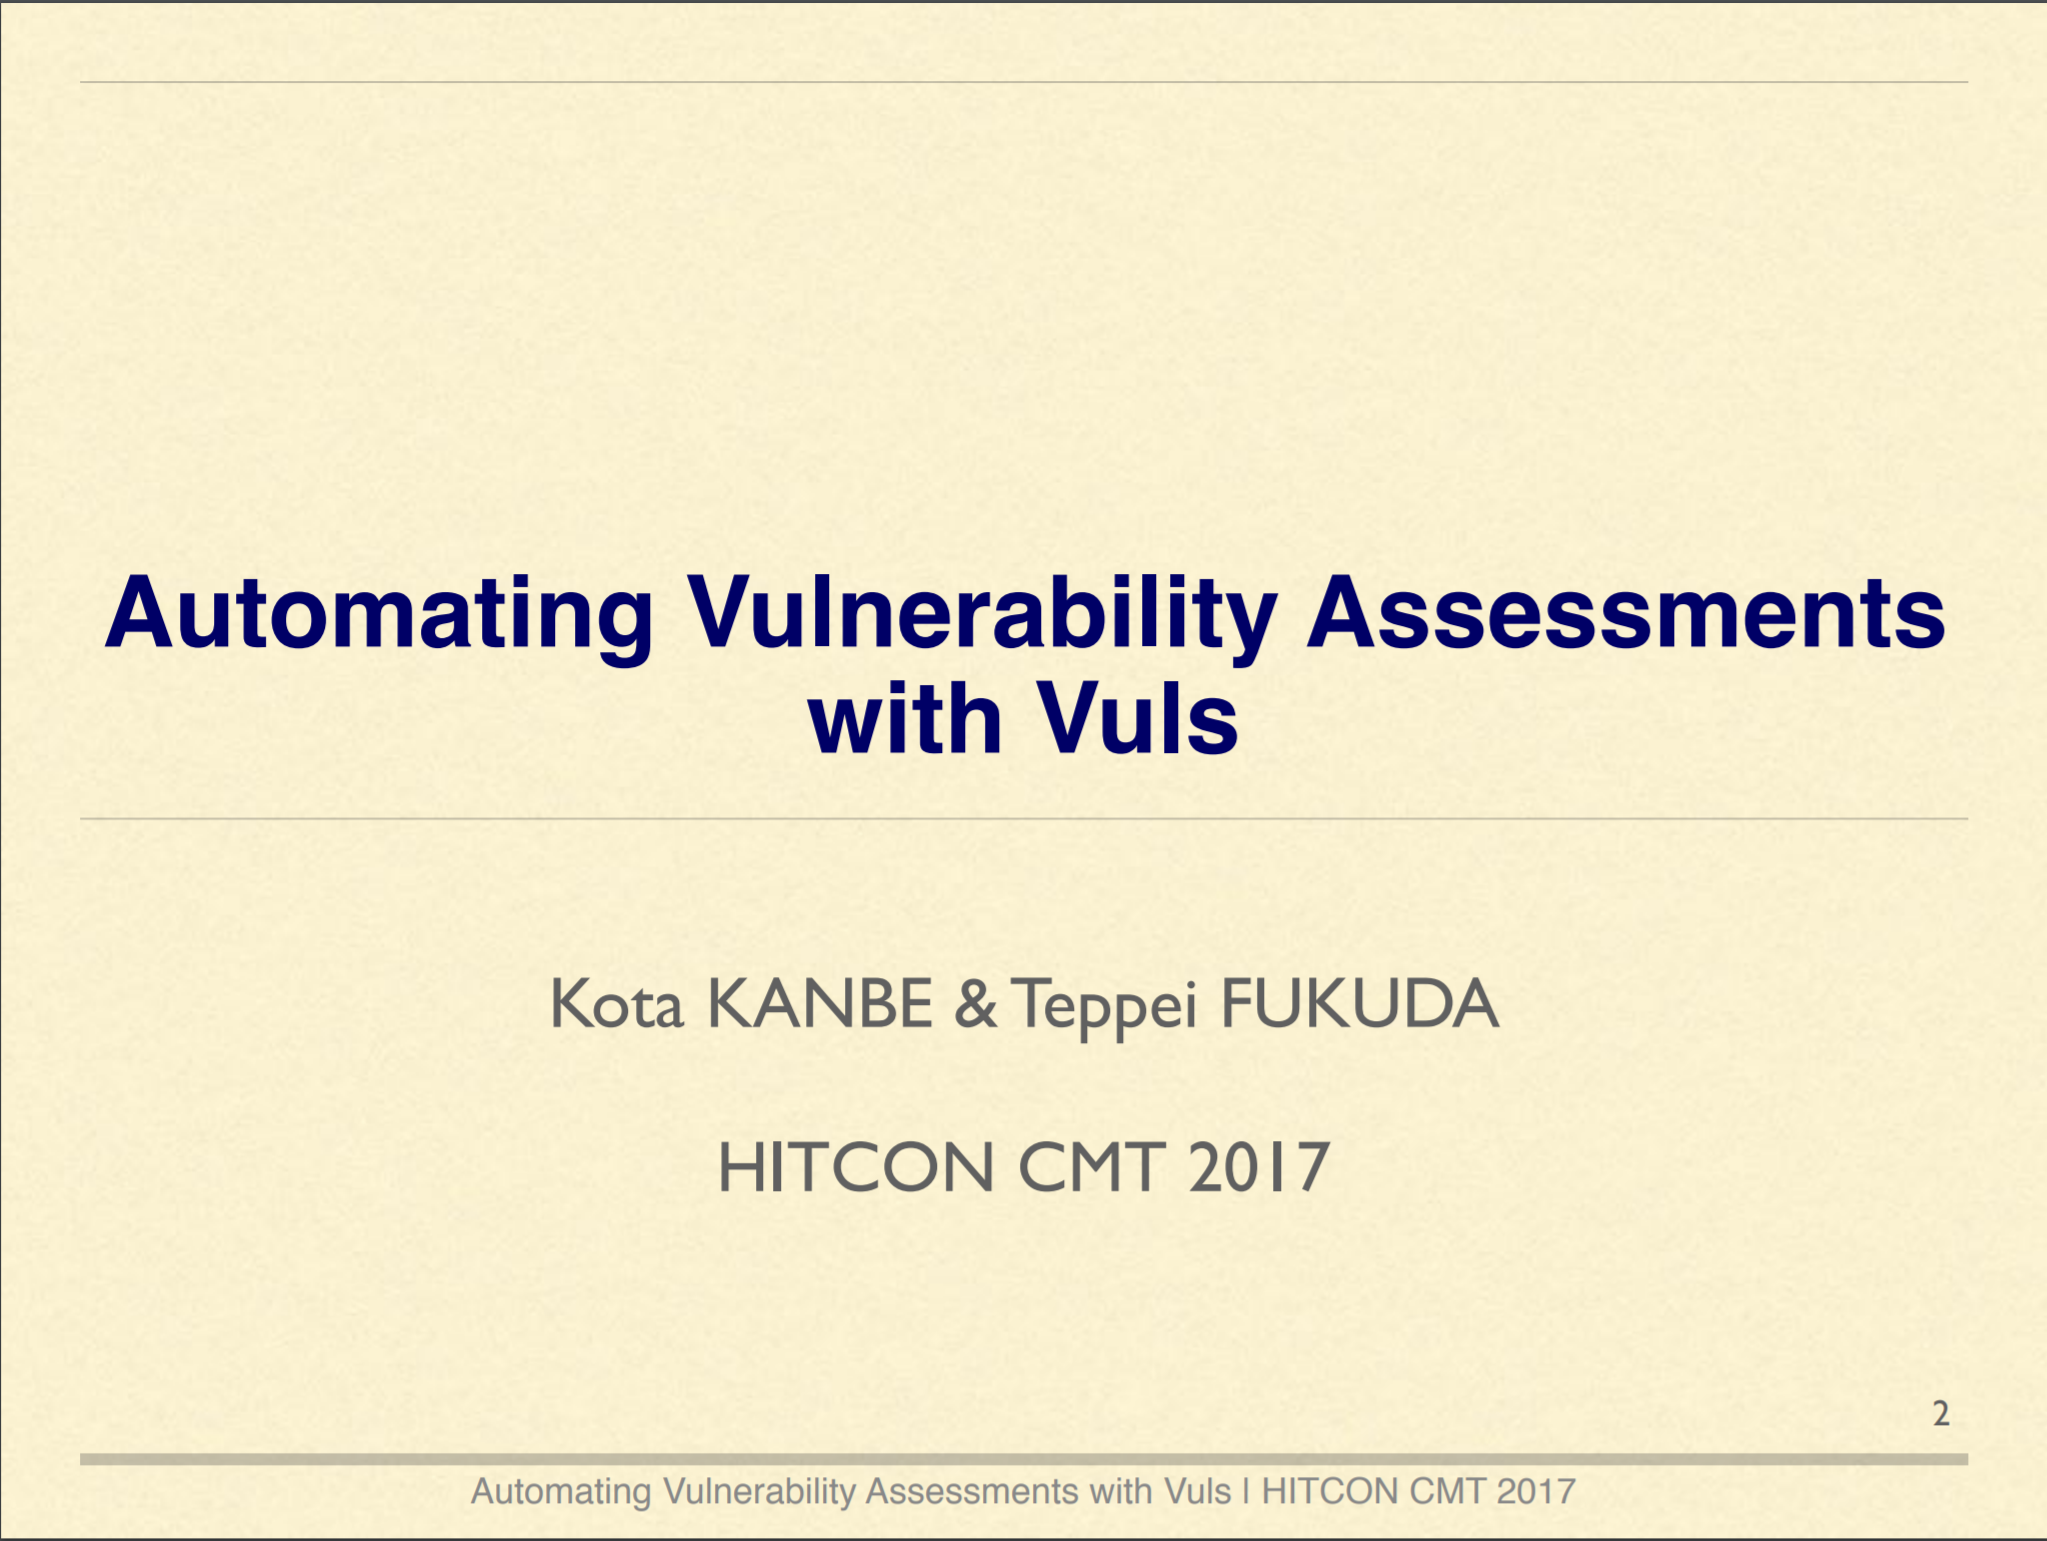 Automating Vulnerability Assessments
with Vuls
Kota KANBE & Teppei FUKUDA
HITCON CMT 2017
2
Automating Vulnerability Assessments with Vuls | HITCON CMT 2017